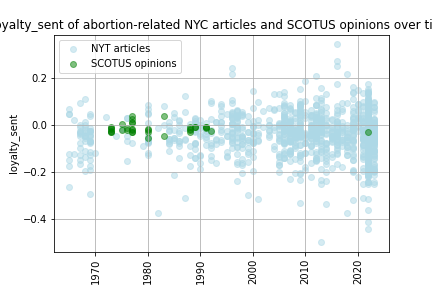 loyalty_sent of abortion-related NYC articles and SCOTUS opinions over
NYT articles
SCOTUS opinions
loyalty_sent
0.2
0.0
−0.2
−0.4
1970
1980
1990
2000
2010
2020